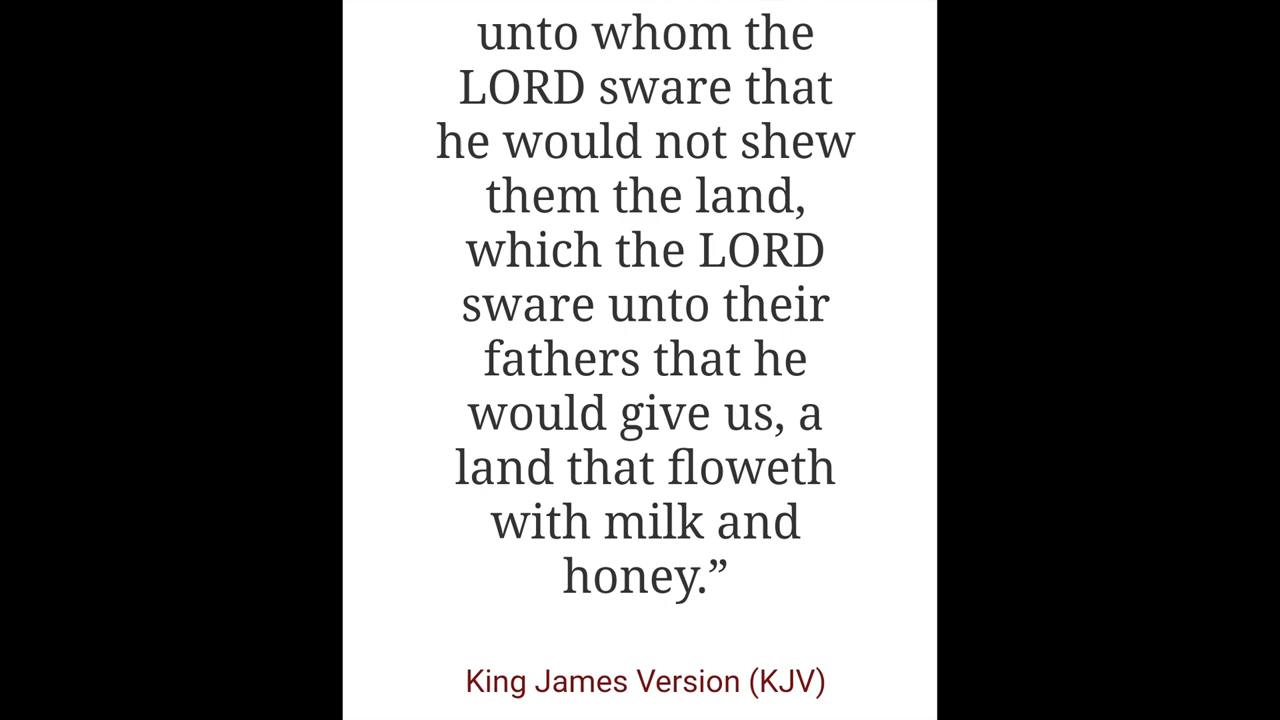 unto whom the
LORD sware that
he would not shew
them the land,
which the LORD
sware unto their
fathers that he
would give us, a
land that floweth
with milk and
honey.”
King James Version (KJV)